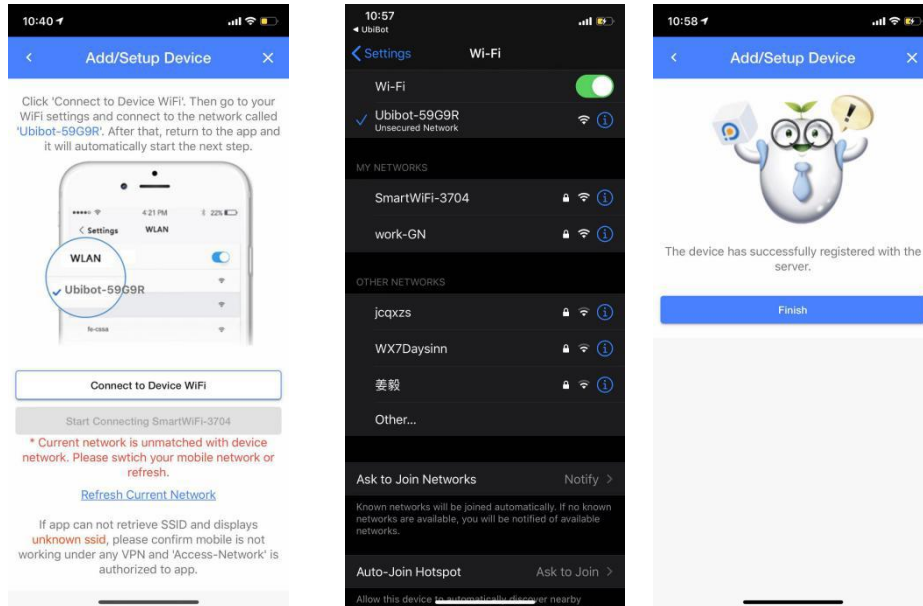 10:40
Add/Setup Device
Click 'Connect to Device WiFi'. Then go to your
WiFi settings and connect to the network called
'Ubibot-59G9R'. After that, return to the app and
it will automatically start the next step.
4:21 PM
22%
Settings
WLAN
WLAN
Ubibot-59G9R
Connect to Device WiFi
Start Connecting SmartWiFi-3704
* Current network is unmatched with device
network. Please swtich your mobile network or
refresh.
Refresh Current Network
If app can not retrieve SSID and displays
unknown ssid, please confirm mobile is not
working under any VPN and 'Access-Network' is
authorized to app.
10:57
UbiBot
Settings
Wi-Fi
Wi-Fi
Ubibot-59G9R
Unsecured Network
MY NETWORKS
SmartWiFi-3704
work-GN
OTHER NETWORKS
jcqxzs
WX7Daysinn
姜毅
Other...
Ask to Join Networks
Notify
Known networks will be joined automatically. If no known
networks are available, you will be notified of available
networks.
Auto-Join Hotspot
Ask to Join
Allow this device to automatically discover nearby
10:58
Add/Setup Device
The device has successfully registered with the
server.
Finish